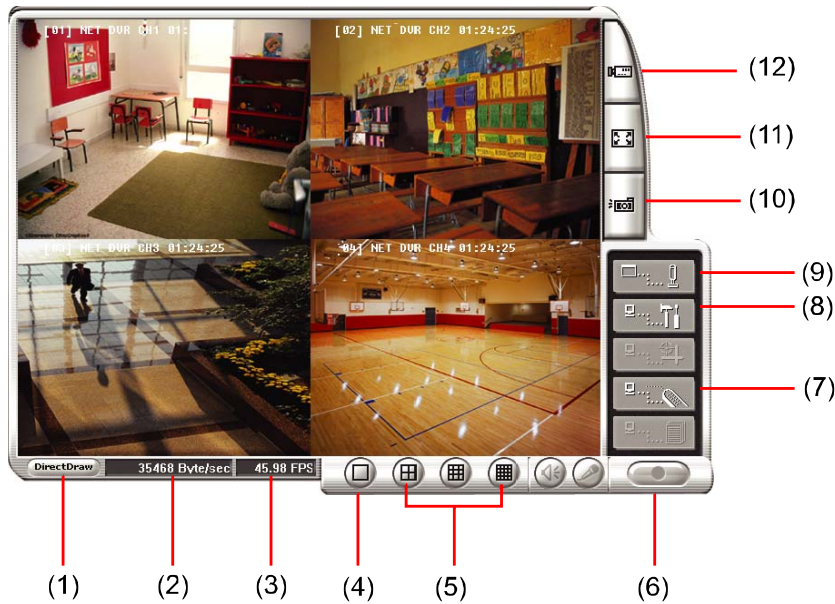 [01] NET DVR CH1 01:
[02] NET DVR CH2 01:24:25
(12)
(11)
(10)
NET DVR CH3 01:24:25
04] NET DVR CH4 01:24:25
(9)
(8)
(7)
DirectDraw
35468 Byte/sec
45.98 FPS
(1)
(2)
(3)
(4)
(5)
(6)